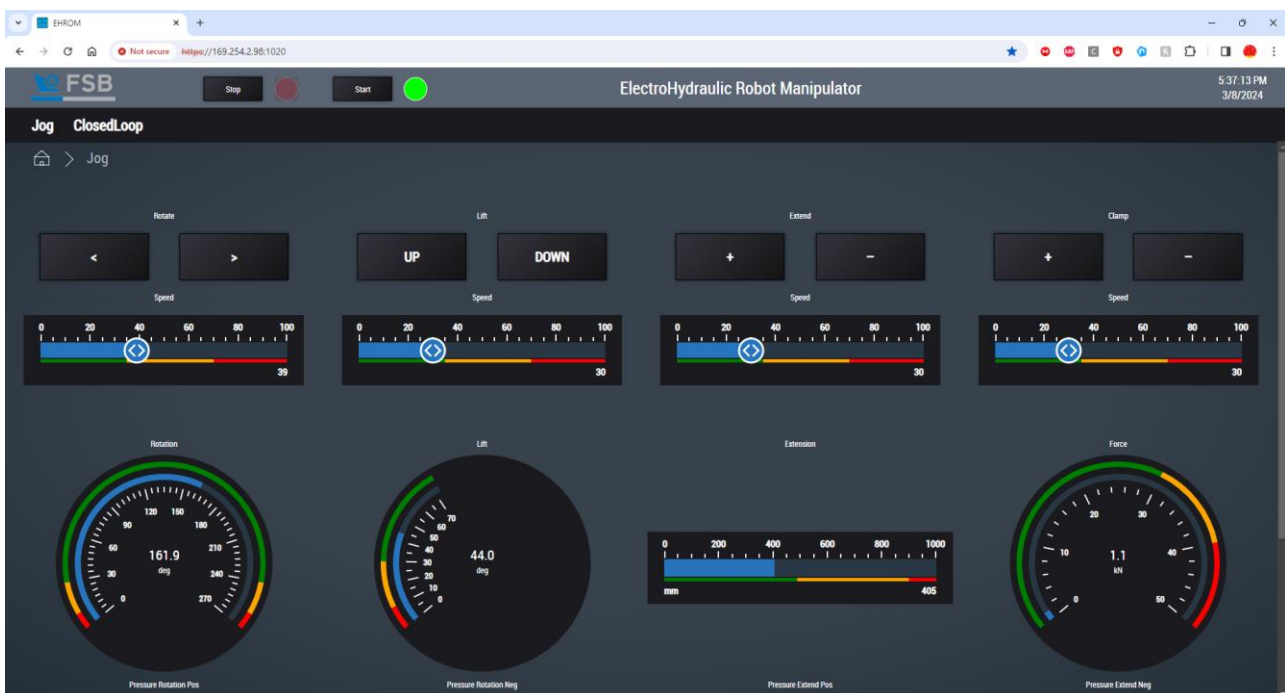 EHROM
Not secure https://169.254.2.98:1020
FSB Stop Start ElectroHydraulic Robot Manipulator 5:37:13 PM
3/8/2024
Jog ClosedLoop
Jog
Rotate Lift Extend Clamp
< > UP DOWN + − + −
Speed Speed Speed Speed
0 20 40 60 80 100 0 20 40 60 80 100 0 20 40 60 80 100 0 20 40 60 80 100
39 30 30 30
Rotation Lift Extension Force
0 30 60 90 120 150 180 210 240 270
161.9
deg
0 10 20 30 40 50 60 70
44.0
deg
0 200 400 600 800 1000
mm 405
0 10 20 30 40 50
1.1
kN
Pressure Rotation Pos Pressure Rotation Neg Pressure Extend Pos Pressure Extend Neg